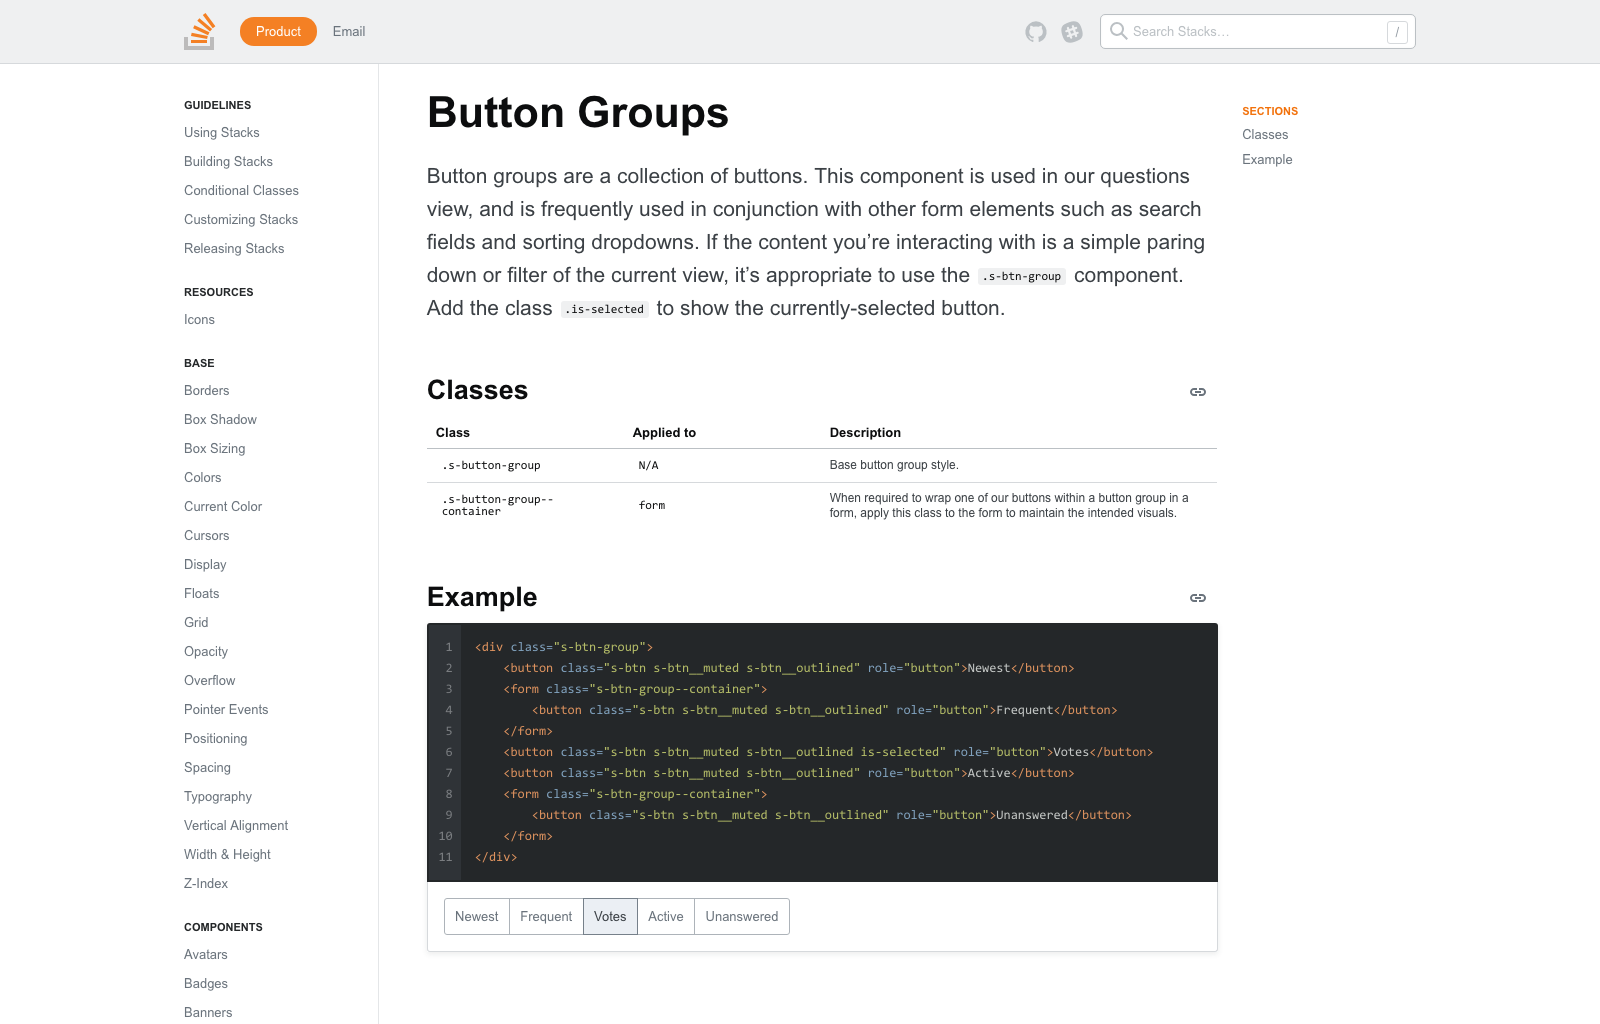 Product
Email
Search Stacks…
/
GUIDELINES
Using Stacks
Building Stacks
Conditional Classes
Customizing Stacks
Releasing Stacks
RESOURCES
Icons
BASE
Borders
Box Shadow
Box Sizing
Colors
Current Color
Cursors
Display
Floats
Grid
Opacity
Overflow
Pointer Events
Positioning
Spacing
Typography
Vertical Alignment
Width & Height
Z-Index
COMPONENTS
Avatars
Badges
Banners
Button Groups
Button groups are a collection of buttons. This component is used in our questions
view, and is frequently used in conjunction with other form elements such as search
fields and sorting dropdowns. If the content you’re interacting with is a simple paring
down or filter of the current view, it’s appropriate to use the .s-btn-group component.
Add the class .is-selected to show the currently-selected button.
Classes
Class Applied to Description
.s-button-group N/A Base button group style.
.s-button-group--
container
form
When required to wrap one of our buttons within a button group in a
form, apply this class to the form to maintain the intended visuals.
Example
1 <div class="s-btn-group">
2 <button class="s-btn s-btn__muted s-btn__outlined" role="button">Newest</button>
3 <form class="s-btn-group--container">
4 <button class="s-btn s-btn__muted s-btn__outlined" role="button">Frequent</button>
5 </form>
6 <button class="s-btn s-btn__muted s-btn__outlined is-selected" role="button">Votes</button>
7 <button class="s-btn s-btn__muted s-btn__outlined" role="button">Active</button>
8 <form class="s-btn-group--container">
9 <button class="s-btn s-btn__muted s-btn__outlined" role="button">Unanswered</button>
10 </form>
11 </div>
Newest Frequent Votes Active Unanswered
SECTIONS
Classes
Example